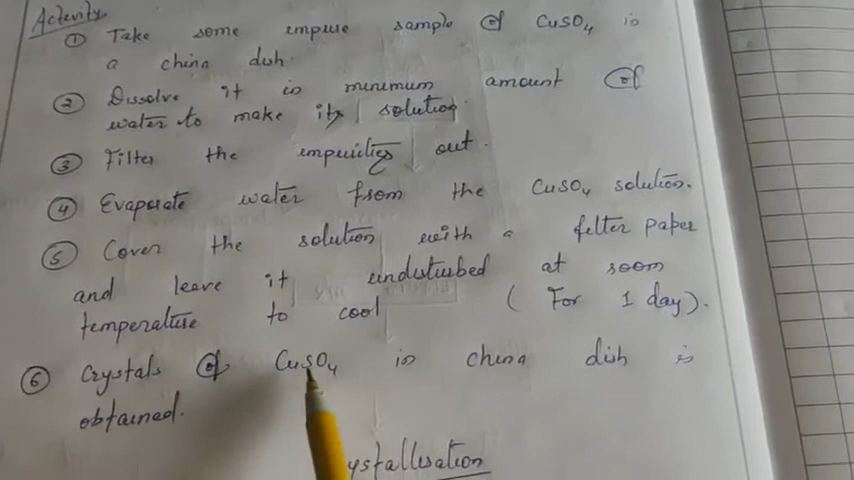 Activity
① Take some impure sample of CuSO4 in
a china dish.
② Dissolve it in minimum amount of
water to make its solution.
③ Filter the impurities out.
④ Evaporate water from the CuSO4 solution.
⑤ Cover the solution with a filter paper
and leave it undisturbed at room
temperature to cool (For 1 day).
⑥ Crystals of CuSO4 in china dish is
obtained.
ystallisation